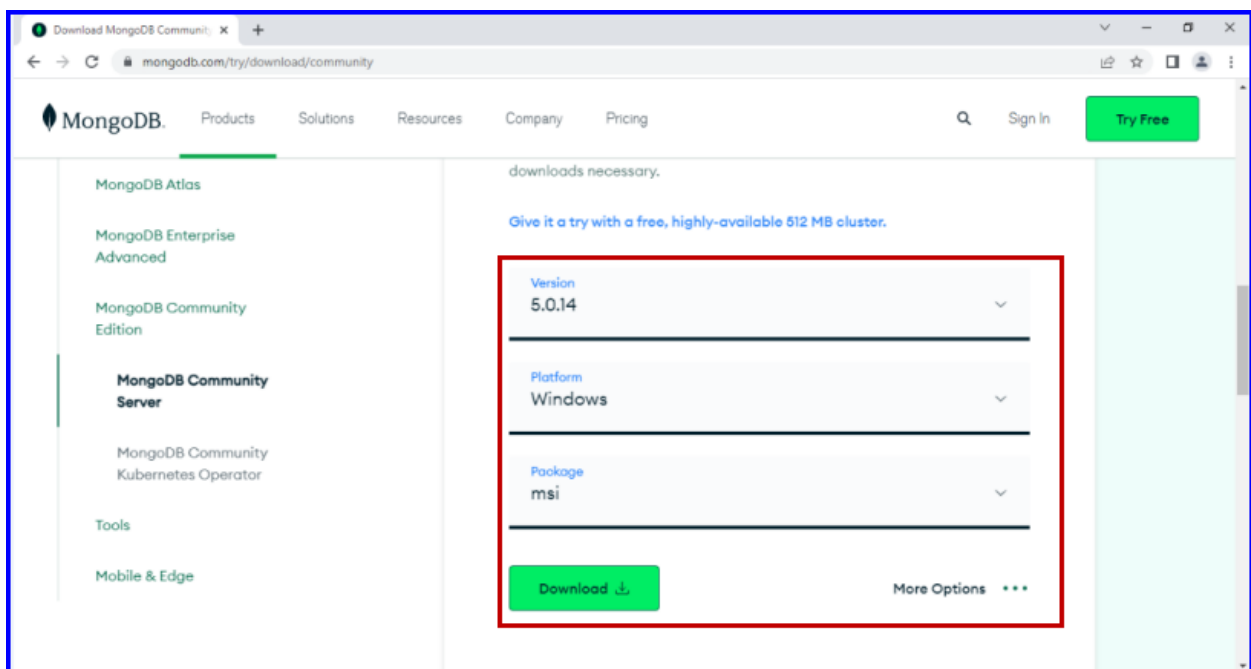 Download MongoDB Community
mongodb.com/try/download/community
MongoDB.
Products
Solutions
Resources
Company
Pricing
Sign In
Try Free
MongoDB Atlas
MongoDB Enterprise
Advanced
MongoDB Community
Edition
MongoDB Community
Server
MongoDB Community
Kubernetes Operator
Tools
Mobile & Edge
downloads necessary.
Give it a try with a free, highly-available 512 MB cluster.
Version
5.0.14
Platform
Windows
Package
msi
Download
More Options